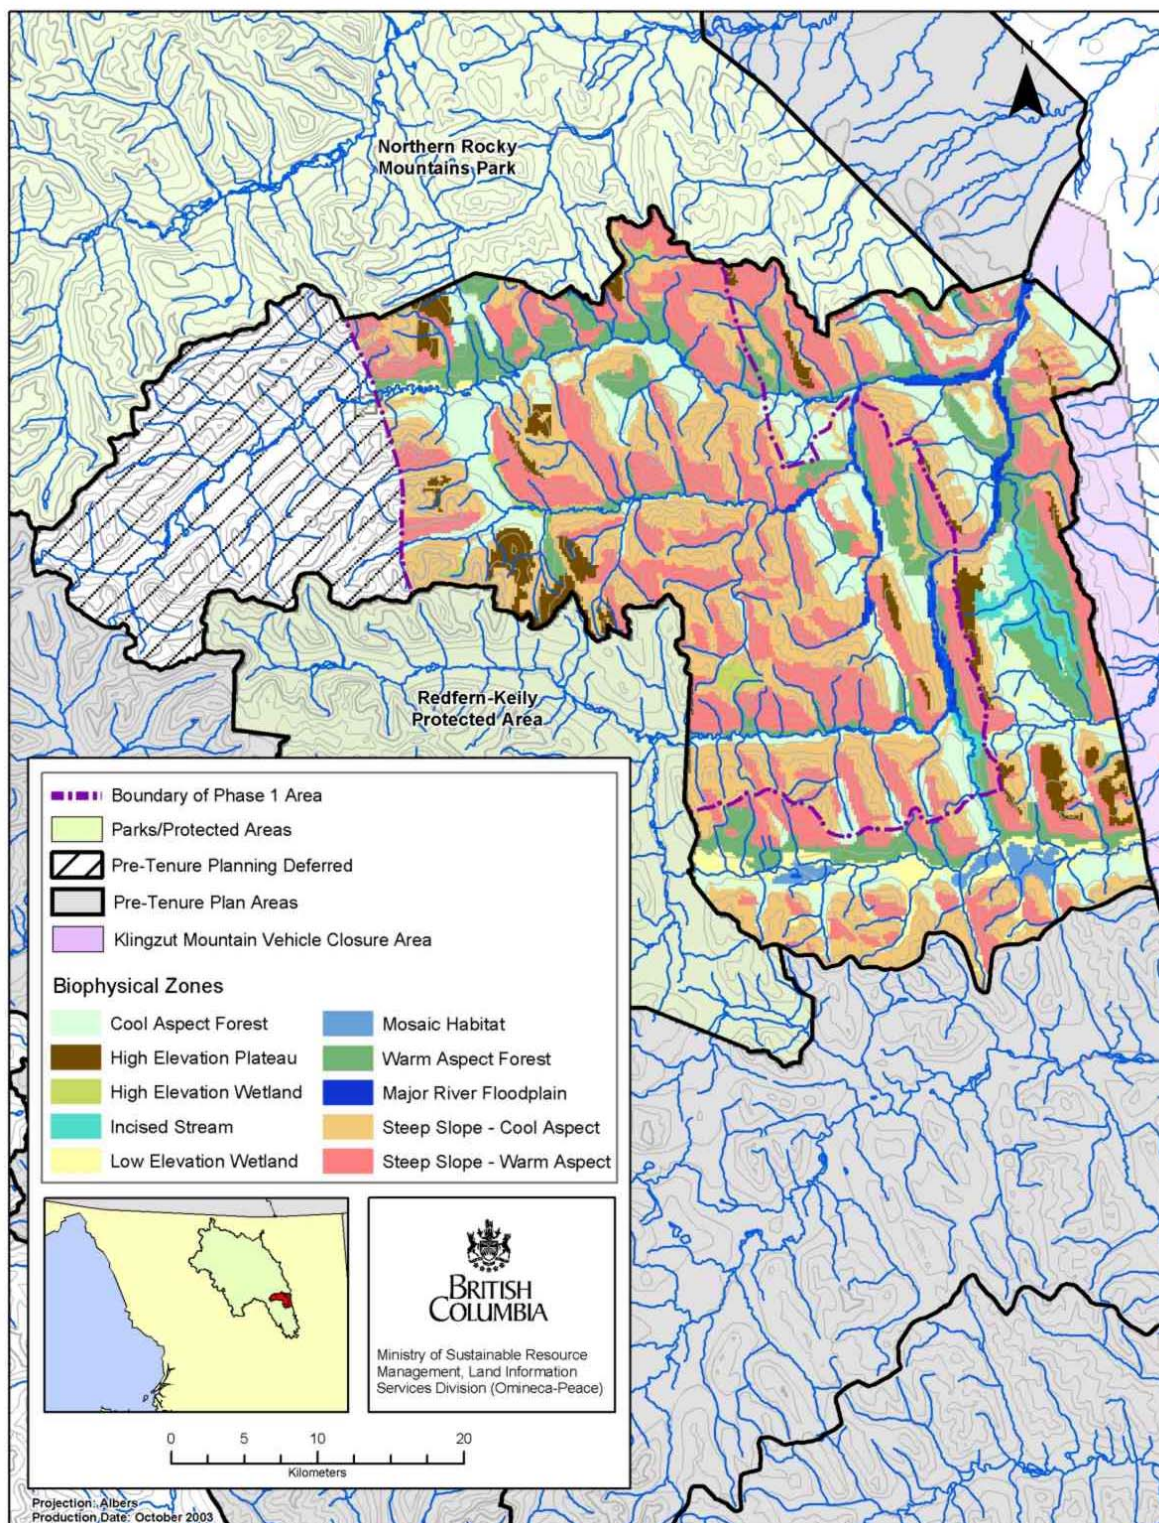 N
Northern Rocky
Mountains Park
Redfern-Keily
Protected Area
Boundary of Phase 1 Area
Parks/Protected Areas
Pre-Tenure Planning Deferred
Pre-Tenure Plan Areas
Klingzut Mountain Vehicle Closure Area
Biophysical Zones
Cool Aspect Forest
High Elevation Plateau
High Elevation Wetland
Incised Stream
Low Elevation Wetland
Mosaic Habitat
Warm Aspect Forest
Major River Floodplain
Steep Slope - Cool Aspect
Steep Slope - Warm Aspect
BRITISH
COLUMBIA
Ministry of Sustainable Resource
Management, Land Information
Services Division (Omineca-Peace)
0 5 10 20
Kilometers
Projection: Albers
Production Date: October 2003